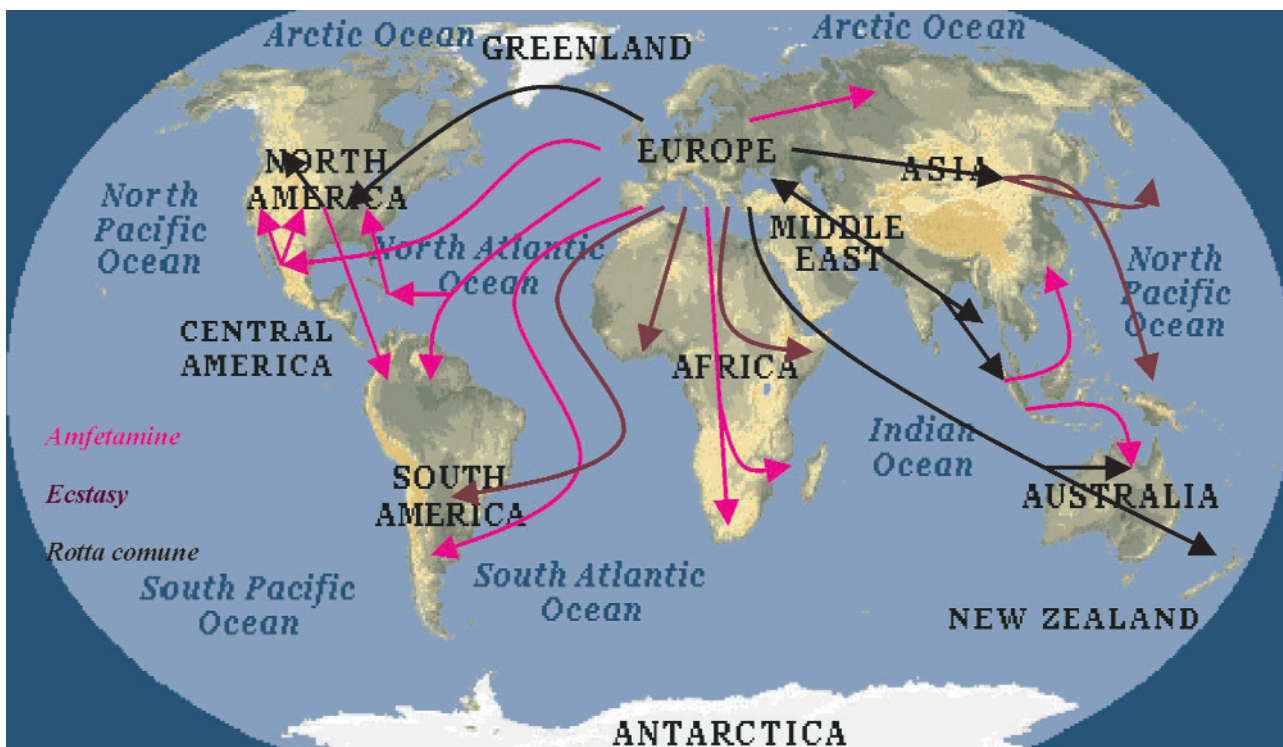 Arctic Ocean
GREENLAND
Arctic Ocean
NORTH
AMERICA
EUROPE
ASIA
North
Pacific
Ocean
North Atlantic
Ocean
MIDDLE
EAST
North
Pacific
Ocean
CENTRAL
AMERICA
AFRICA
Indian
Ocean
Amfetamine
Ecstasy
Rotta comune
SOUTH
AMERICA
AUSTRALIA
South Pacific
Ocean
South Atlantic
Ocean
NEW ZEALAND
ANTARCTICA